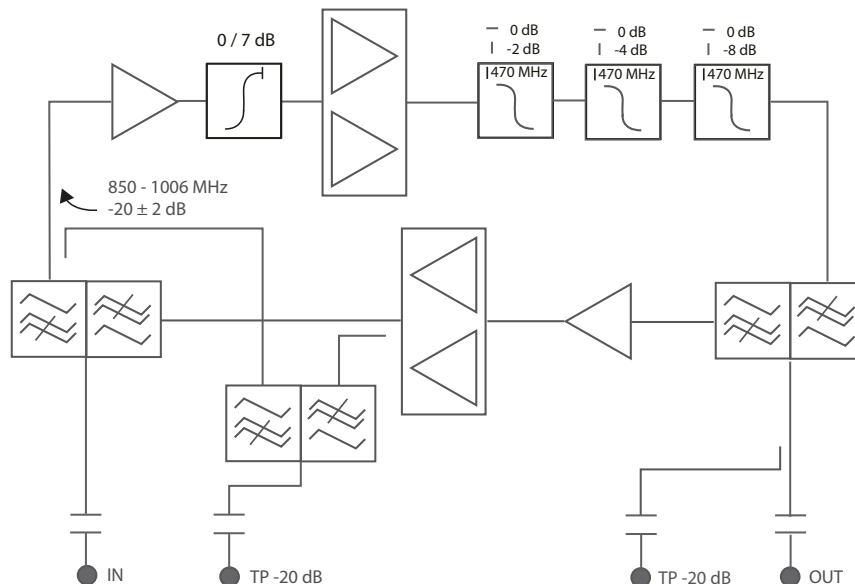 0 / 7 dB
0 dB
-2 dB
470 MHz
0 dB
-4 dB
470 MHz
0 dB
-8 dB
470 MHz
850 - 1006 MHz
-20 ± 2 dB
IN
TP -20 dB
TP -20 dB
OUT